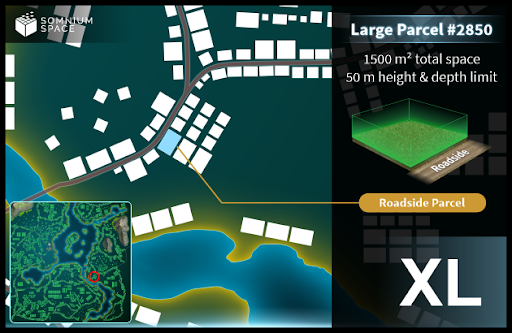 SOMNIUM
SPACE
Large Parcel #2850
1500 m² total space
50 m height & depth limit
Roadside
Roadside Parcel
XL